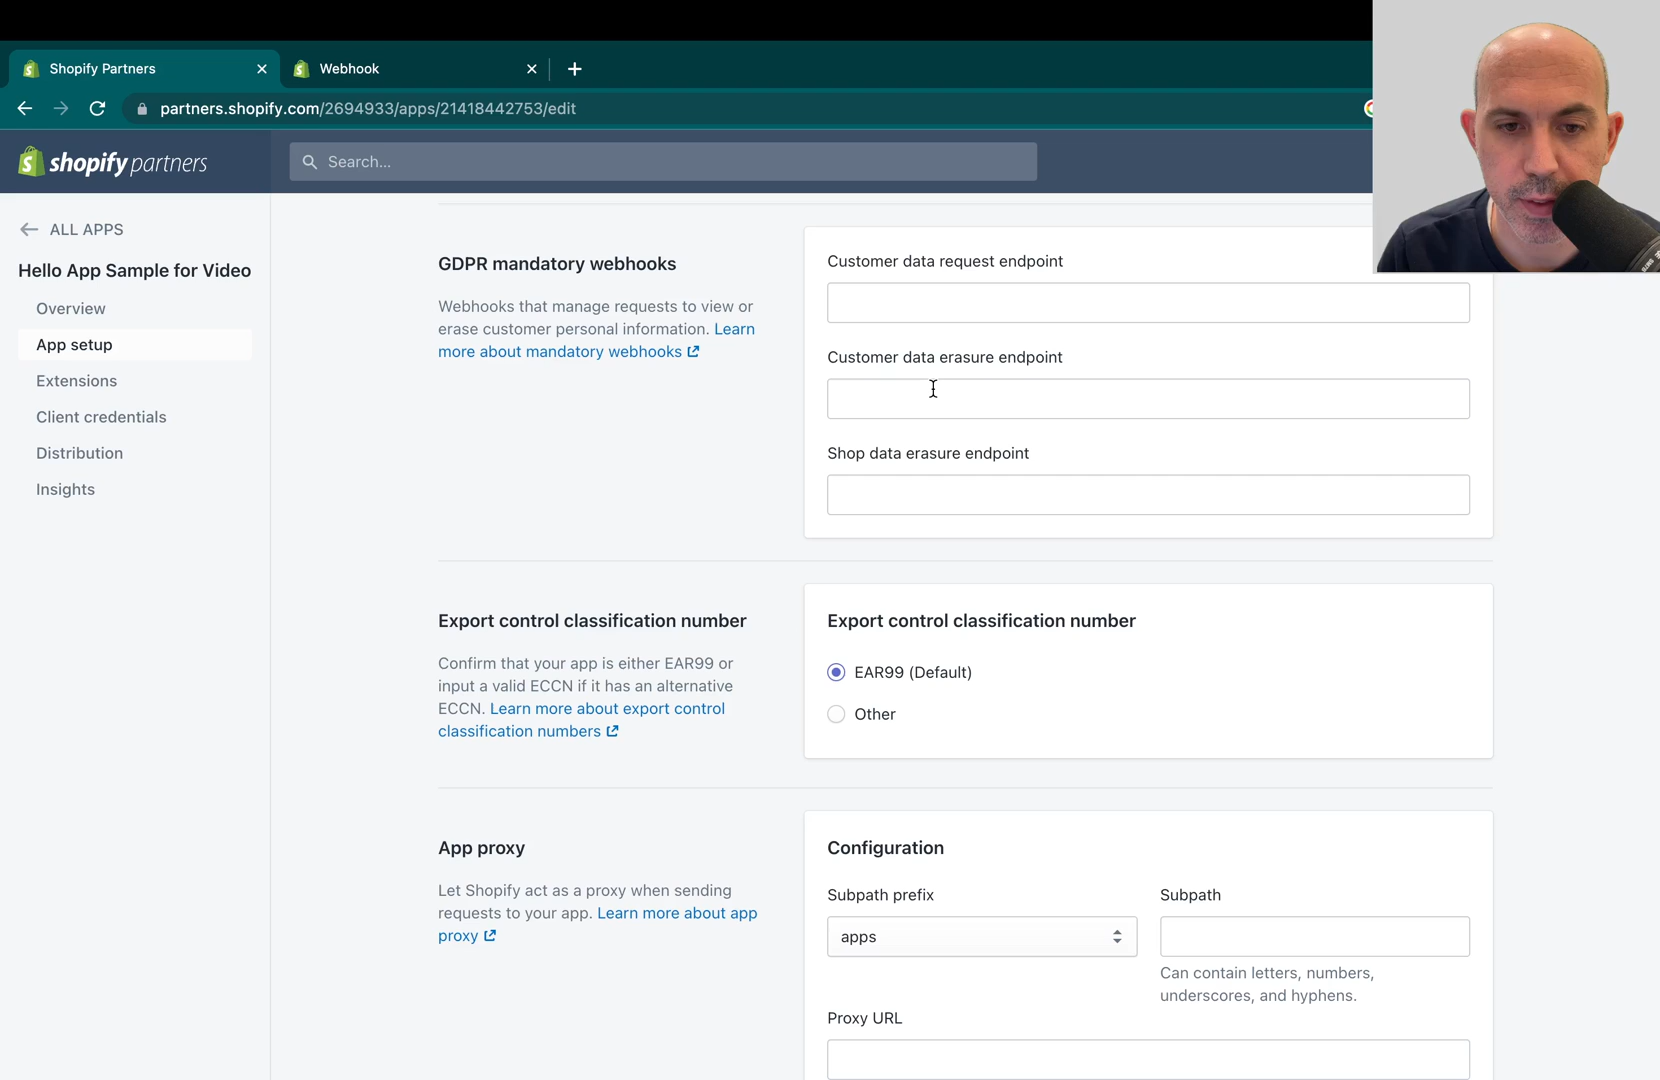 Shopify Partners
Webhook
partners.shopify.com/2694933/apps/21418442753/edit
shopify partners
Search...
ALL APPS
Hello App Sample for Video
Overview
App setup
Extensions
Client credentials
Distribution
Insights
GDPR mandatory webhooks
Webhooks that manage requests to view or
erase customer personal information. Learn
more about mandatory webhooks
Customer data request endpoint
Customer data erasure endpoint
Shop data erasure endpoint
Export control classification number
Confirm that your app is either EAR99 or
input a valid ECCN if it has an alternative
ECCN. Learn more about export control
classification numbers
Export control classification number
EAR99 (Default)
Other
App proxy
Let Shopify act as a proxy when sending
requests to your app. Learn more about app
proxy
Configuration
Subpath prefix
Subpath
apps
Can contain letters, numbers,
underscores, and hyphens.
Proxy URL